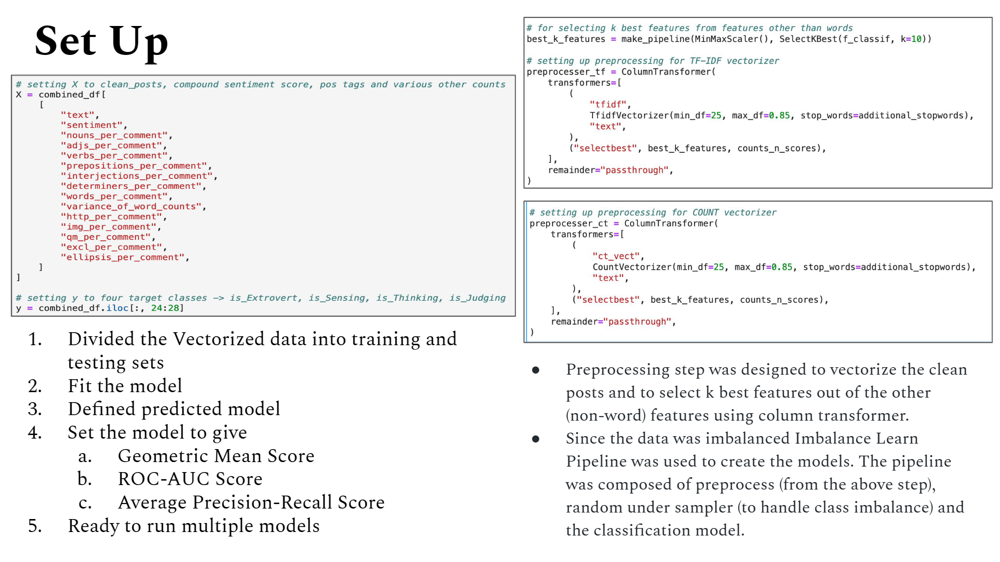 Set Up
# setting X to clean_posts, compound sentiment score, pos tags and various other counts
X = combined_df[
    [
        "text",
        "sentiment",
        "nouns_per_comment",
        "adjs_per_comment",
        "verbs_per_comment",
        "prepositions_per_comment",
        "interjections_per_comment",
        "determiners_per_comment",
        "words_per_comment",
        "variance_of_word_counts",
        "http_per_comment",
        "img_per_comment",
        "qm_per_comment",
        "excl_per_comment",
        "ellipsis_per_comment",
    ]
]
# setting y to four target classes —> is_Extrovert, is_Sensing, is_Thinking, is_Judging
y = combined_df.iloc[:, 24:28]
1. Divided the Vectorized data into training and
testing sets
2. Fit the model
3. Defined predicted model
4. Set the model to give
a. Geometric Mean Score
b. ROC-AUC Score
c. Average Precision-Recall Score
5. Ready to run multiple models
# for selecting k best features from features other than words
best_k_features = make_pipeline(MinMaxScaler(), SelectKBest(f_classif, k=10))
# setting up preprocessing for TF-IDF vectorizer
preprocesser_tf = ColumnTransformer(
    transformers=[
        (
            "tfidf",
            TfidfVectorizer(min_df=25, max_df=0.85, stop_words=additional_stopwords),
            "text",
        ),
        ("selectbest", best_k_features, counts_n_scores),
    ],
    remainder="passthrough",
)
# setting up preprocessing for COUNT vectorizer
preprocesser_ct = ColumnTransformer(
    transformers=[
        (
            "ct_vect",
            CountVectorizer(min_df=25, max_df=0.85, stop_words=additional_stopwords),
            "text",
        ),
        ("selectbest", best_k_features, counts_n_scores),
    ],
    remainder="passthrough",
)
● Preprocessing step was designed to vectorize the clean
posts and to select k best features out of the other
(non-word) features using column transformer.
● Since the data was imbalanced Imbalance Learn
Pipeline was used to create the models. The pipeline
was composed of preprocess (from the above step),
random under sampler (to handle class imbalance) and
the classification model.